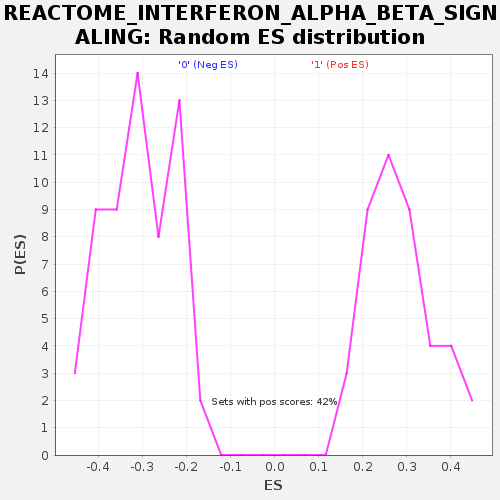 REACTOME_INTERFERON_ALPHA_BETA_SIGN
ALING: Random ES distribution
'0' (Neg ES)
'1' (Pos ES)
14
13
12
11
10
9
8
7
6
5
4
3
2
1
0
P(ES)
Sets with pos scores: 42%
-0.4 -0.3 -0.2 -0.1 0.0 0.1 0.2 0.3 0.4
ES